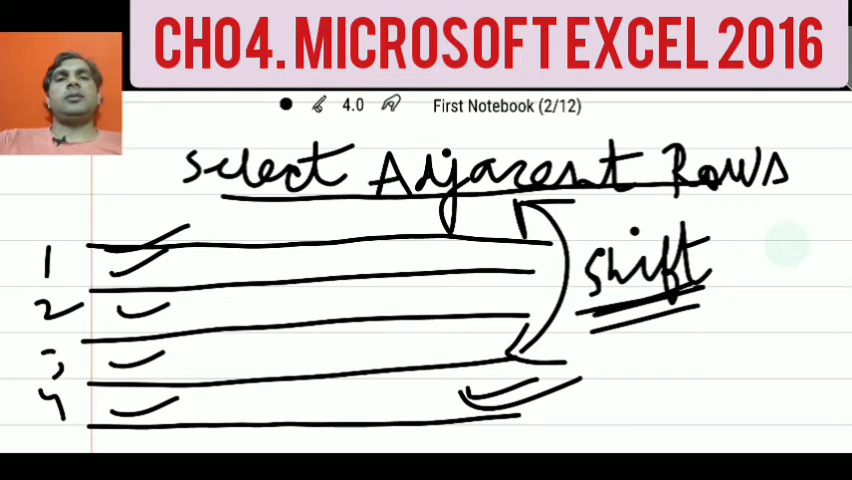 CH04. MICROSOFT EXCEL 2016
4.0 First Notebook (2/12)
Select Adjacent Rows
1
2
3
4
Shift